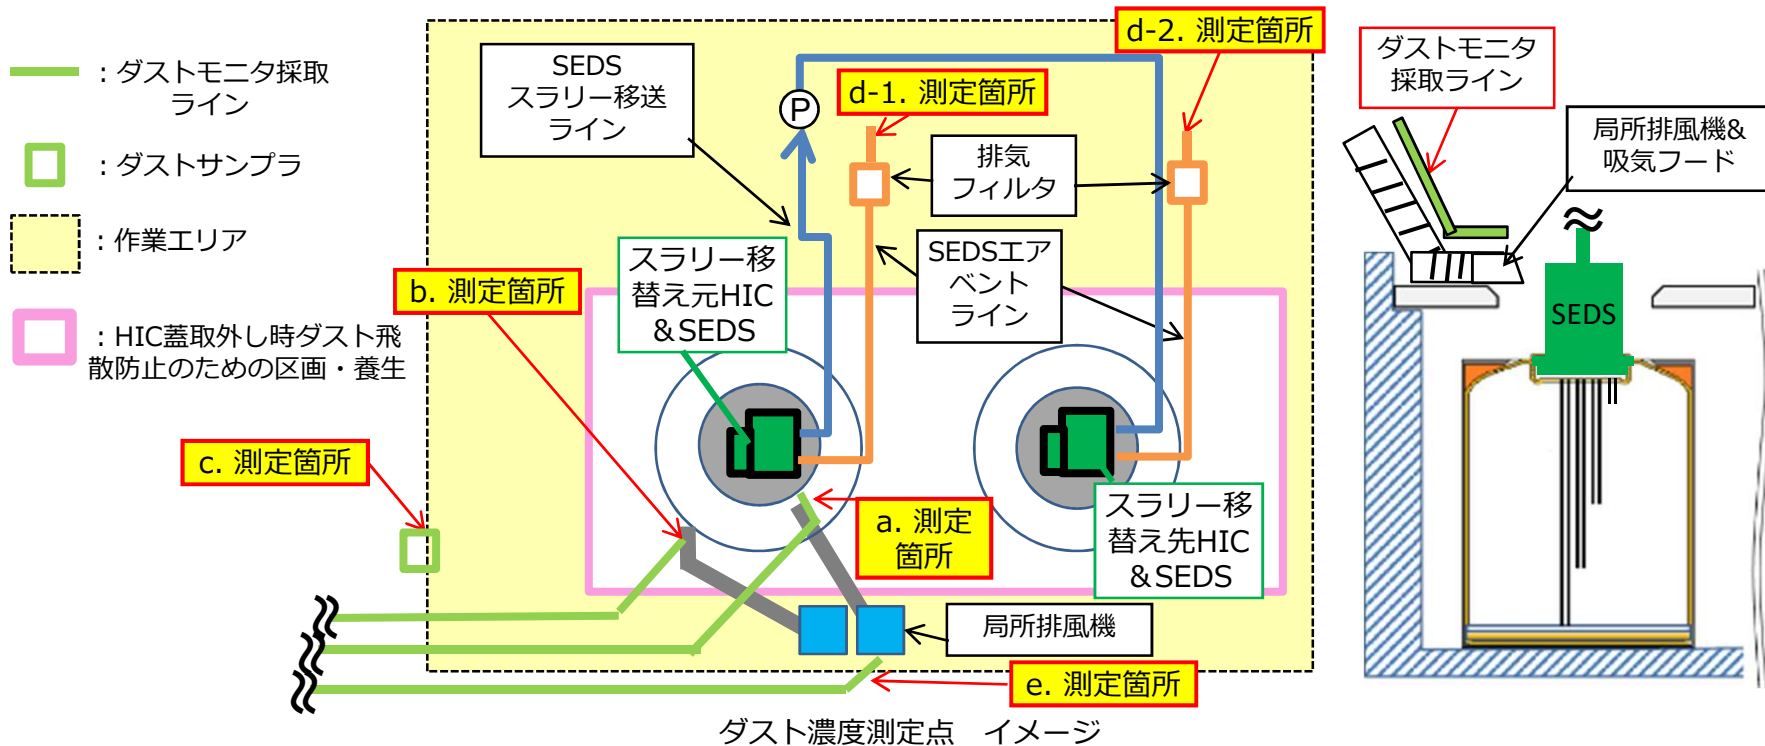 ：ダストモニタ採取
ライン
：ダストサンプラ
：作業エリア
：HIC蓋取外し時ダスト飛
散防止のための区画・養生
SEDS
スラリー移送
ライン
P
d-1. 測定箇所
d-2. 測定箇所
排気
フィルタ
SEDSエア
ベント
ライン
b. 測定箇所
スラリー移
替え元HIC
＆SEDS
c. 測定箇所
a. 測定
箇所
スラリー移
替え先HIC
＆SEDS
局所排風機
e. 測定箇所
ダストモニタ
採取ライン
局所排風機&
吸気フード
SEDS
ダスト濃度測定点　イメージ